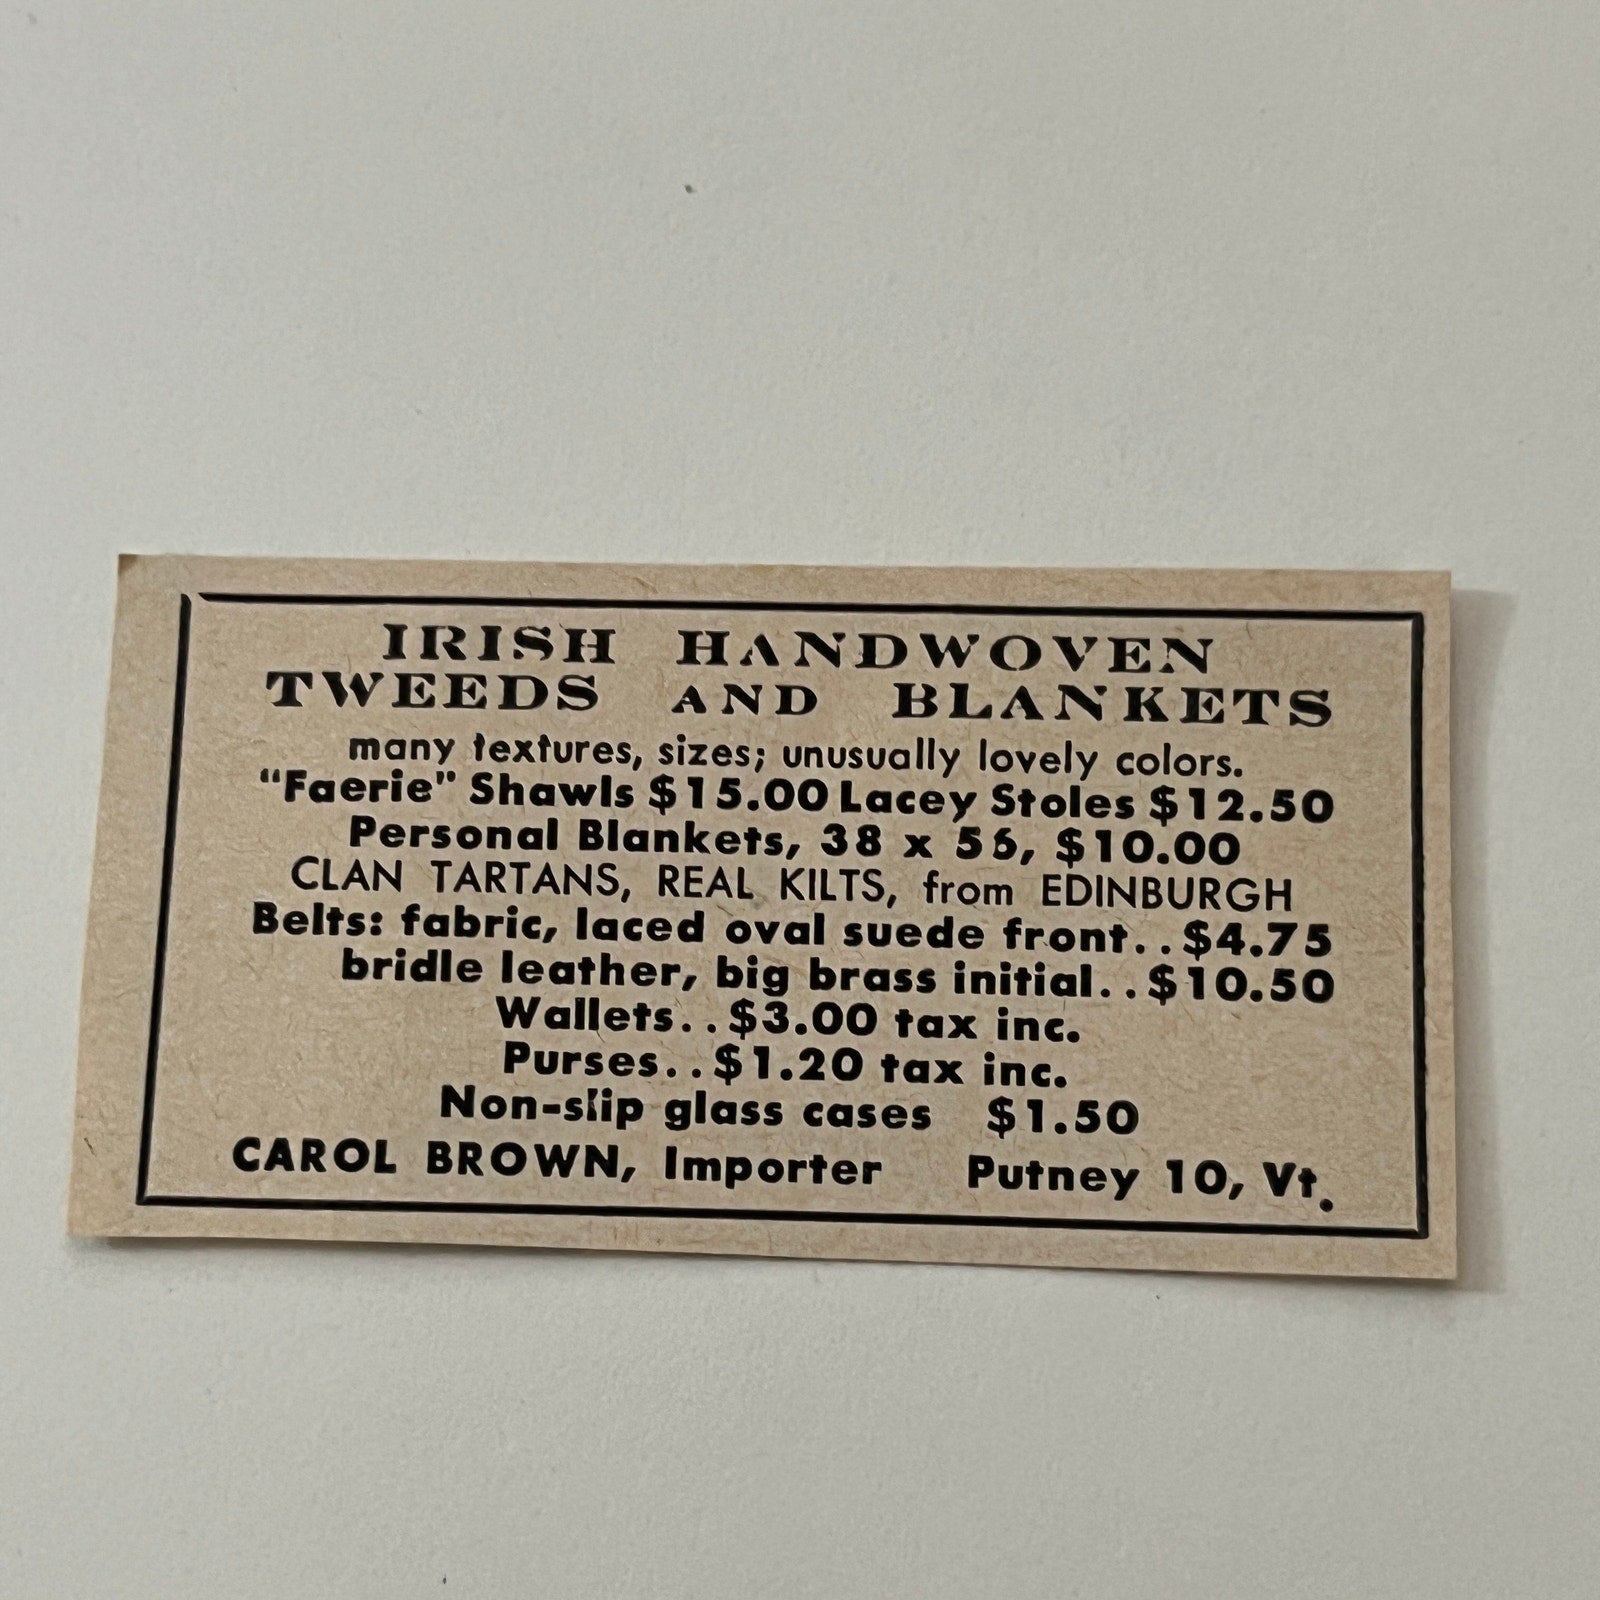 IRISH HANDWOVEN
TWEEDS AND BLANKETS
many textures, sizes; unusually lovely colors.
"Faerie" Shawls $15.00 Lacey Stoles $12.50
Personal Blankets, 38 x 56, $10.00
CLAN TARTANS, REAL KILTS, from EDINBURGH
Belts: fabric, laced oval suede front. . $4.75
bridle leather, big brass initial. . $10.50
Wallets. . $3.00 tax inc.
Purses. . $1.20 tax inc.
Non-slip glass cases $1.50
CAROL BROWN, Importer Putney 10, Vt.